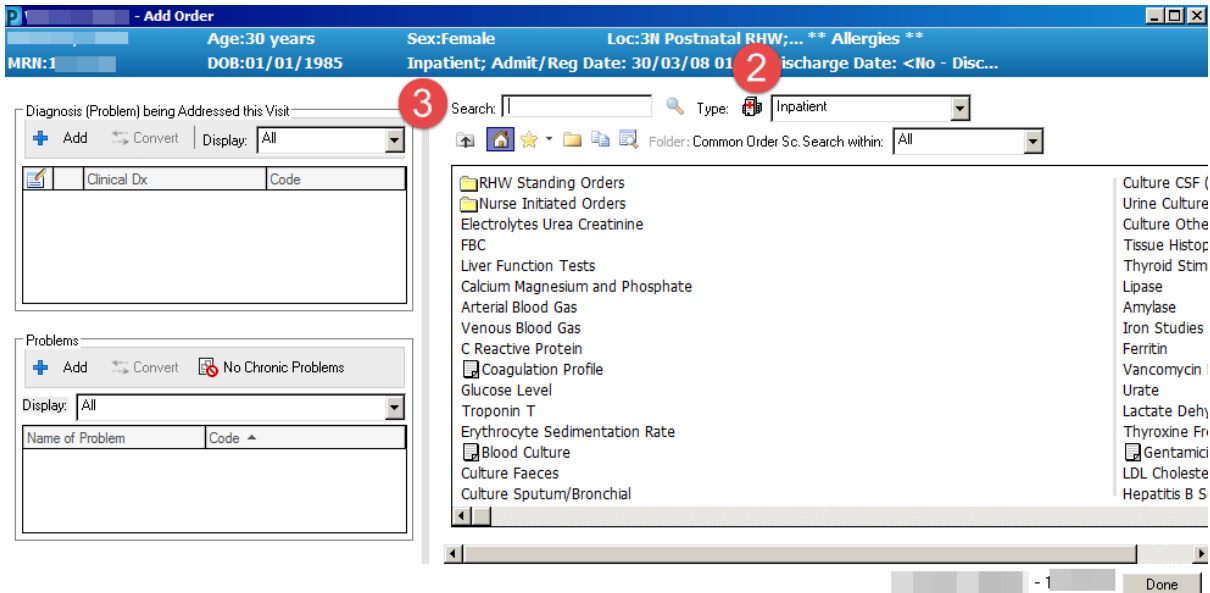 - Add Order
Age:30 years Sex:Female Loc:3N Postnatal RHW;... ** Allergies **
MRN:1 DOB:01/01/1985 Inpatient; Admit/Reg Date: 30/03/08 01 ischarge Date: <No - Disc...
2
3
Diagnosis (Problem) being Addressed this Visit
Add Convert Display: All
Clinical Dx Code
Problems
Add Convert No Chronic Problems
Display: All
Name of Problem Code
Search: Type: Inpatient
Folder: Common Order Sc. Search within: All
RHW Standing Orders
Nurse Initiated Orders
Electrolytes Urea Creatinine
FBC
Liver Function Tests
Calcium Magnesium and Phosphate
Arterial Blood Gas
Venous Blood Gas
C Reactive Protein
Coagulation Profile
Glucose Level
Troponin T
Erythrocyte Sedimentation Rate
Blood Culture
Culture Faeces
Culture Sputum/Bronchial
Culture CSF (
Urine Culture
Culture Othe
Tissue Histop
Thyroid Stim
Lipase
Amylase
Iron Studies
Ferritin
Vancomycin
Urate
Lactate Dehy
Thyroxine Fr
Gentamici
LDL Choleste
Hepatitis B S
- 1
Done